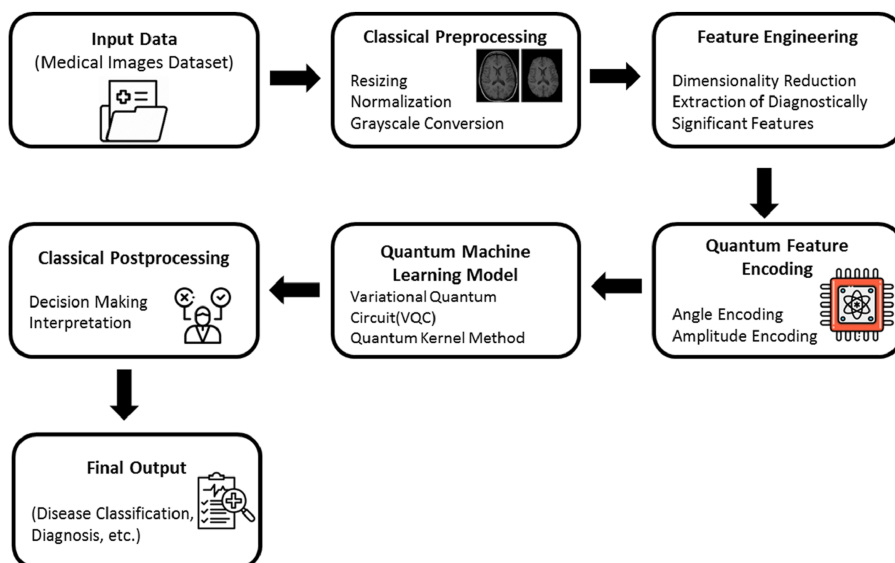 Input Data
(Medical Images Dataset)
Classical Preprocessing
Resizing
Normalization
Grayscale Conversion
Feature Engineering
Dimensionality Reduction
Extraction of Diagnostically
Significant Features
Quantum Feature
Encoding
Angle Encoding
Amplitude Encoding
Quantum Machine
Learning Model
Variational Quantum
Circuit(VQC)
Quantum Kernel Method
Classical Postprocessing
Decision Making
Interpretation
Final Output
(Disease Classification,
Diagnosis, etc.)